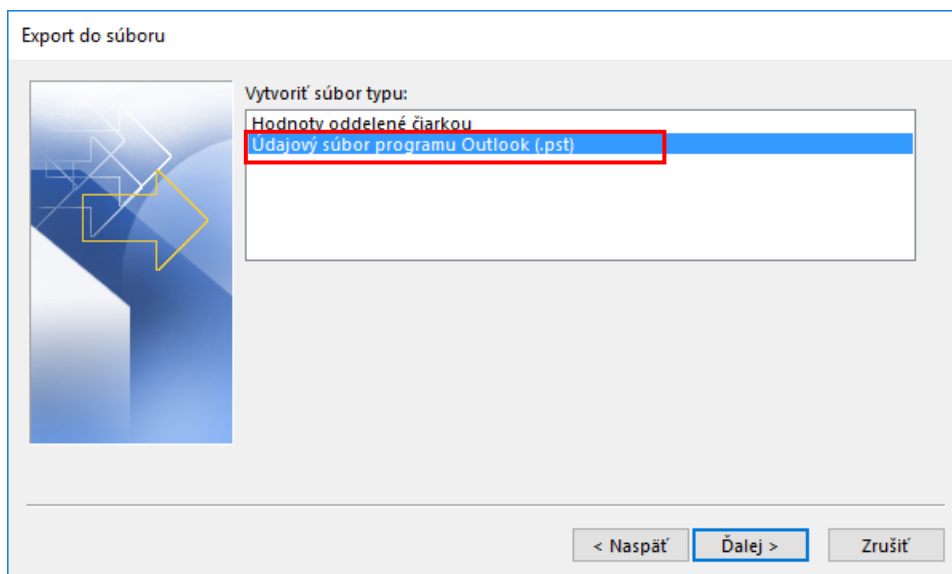 Export do súboru
Vytvoriť súbor typu:
Hodnoty oddelené čiarkou
Údajový súbor programu Outlook (.pst)
< Naspäť
Ďalej >
Zrušiť